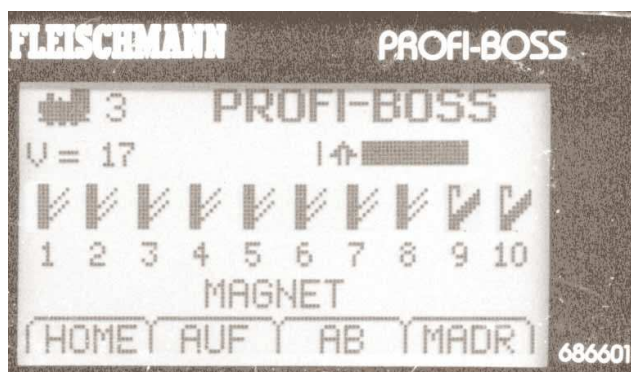 FLEISCHMANN PROFI-BOSS
3 PROFI-BOSS
V = 17
1 2 3 4 5 6 7 8 9 10
MAGNET
HOME AUF AB MADR
686601